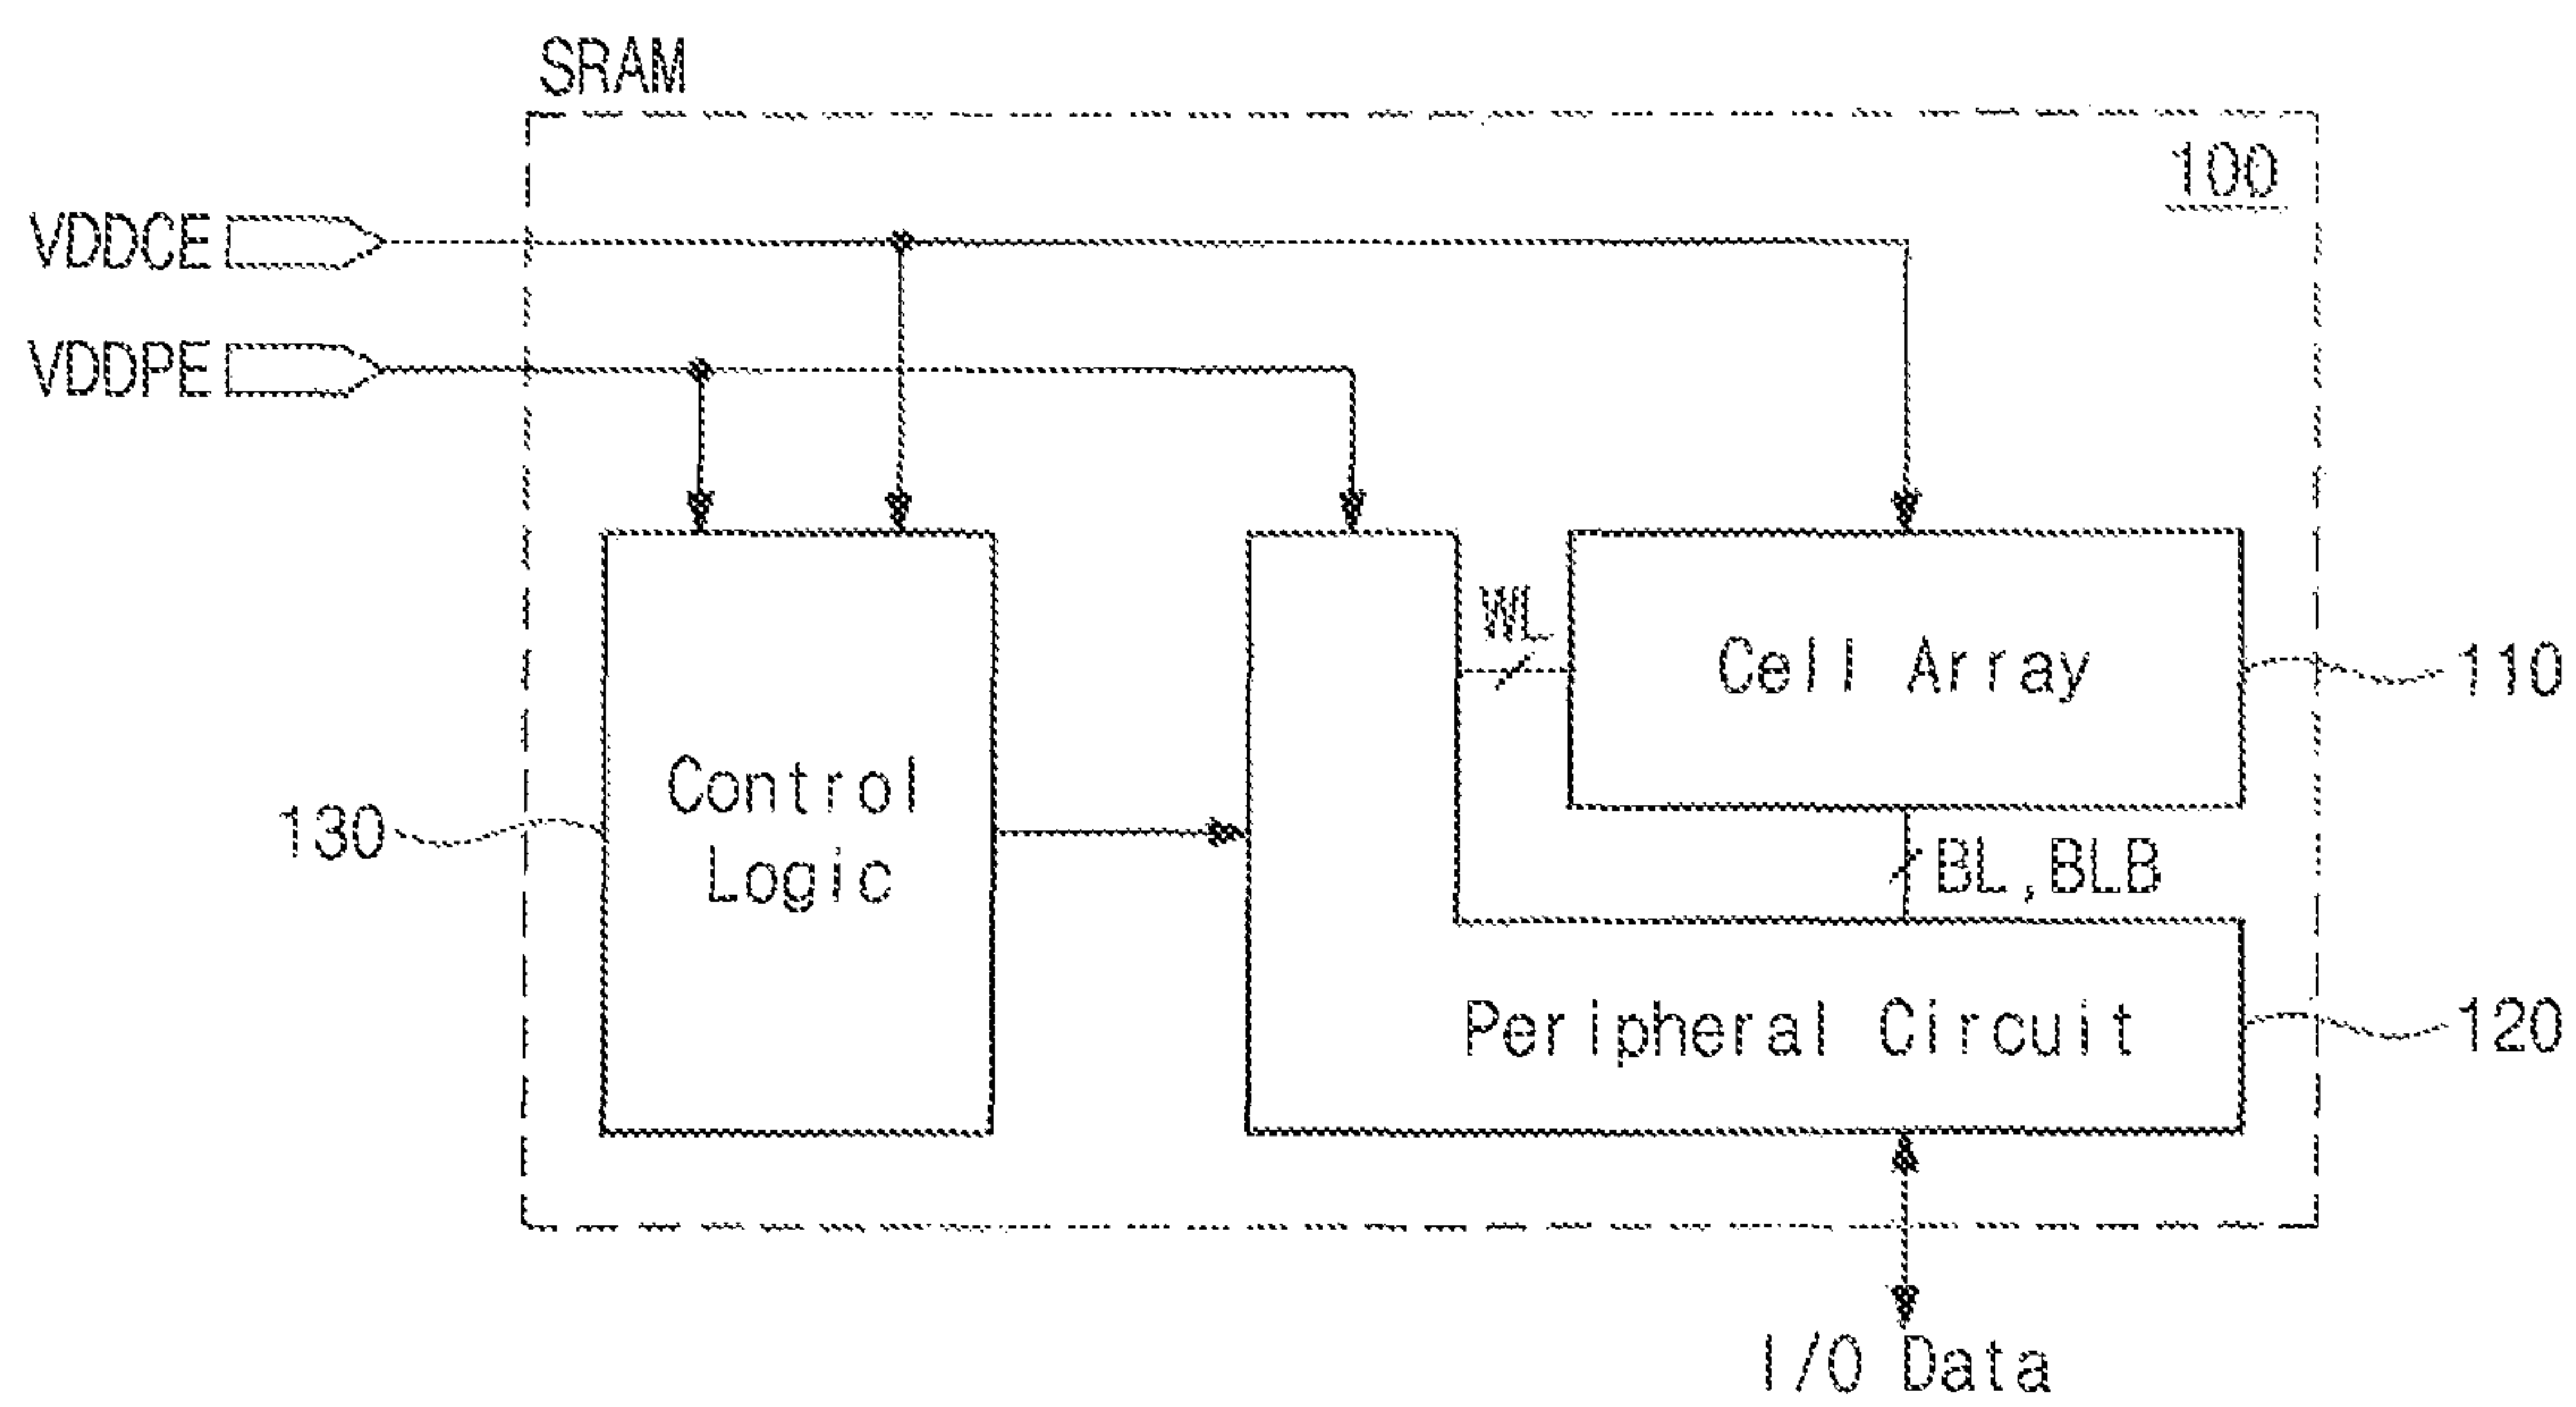 SRAM
100
VDDCE
VDDPE
WL
Cell Array
110
Control
Logic
130
BL,BLB
Peripheral Circuit
120
I/O Data